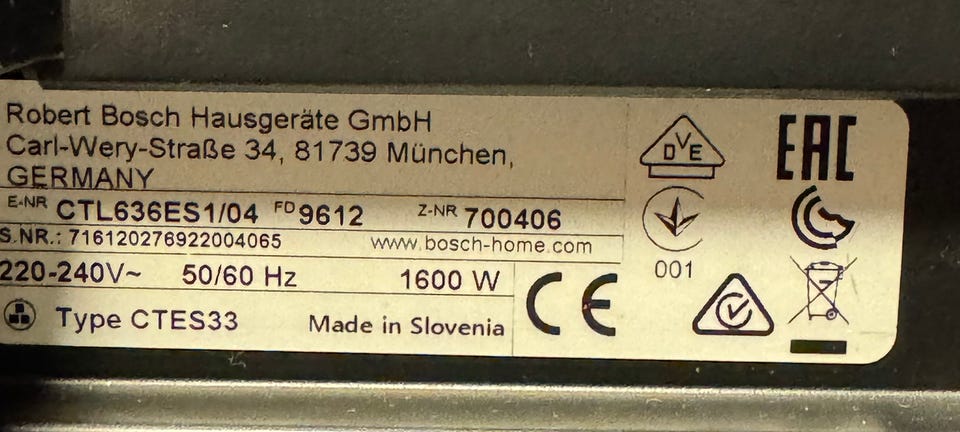 Robert Bosch Hausgeräte GmbH
Carl-Wery-Straße 34, 81739 München,
GERMANY
E-NR CTL636ES1/04 FD 9612 Z-NR 700406
S.NR.: 716120276922004065 www.bosch-home.com
220-240V~ 50/60 Hz 1600 W
Type CTES33 Made in Slovenia
DVE
EAC
001
CE